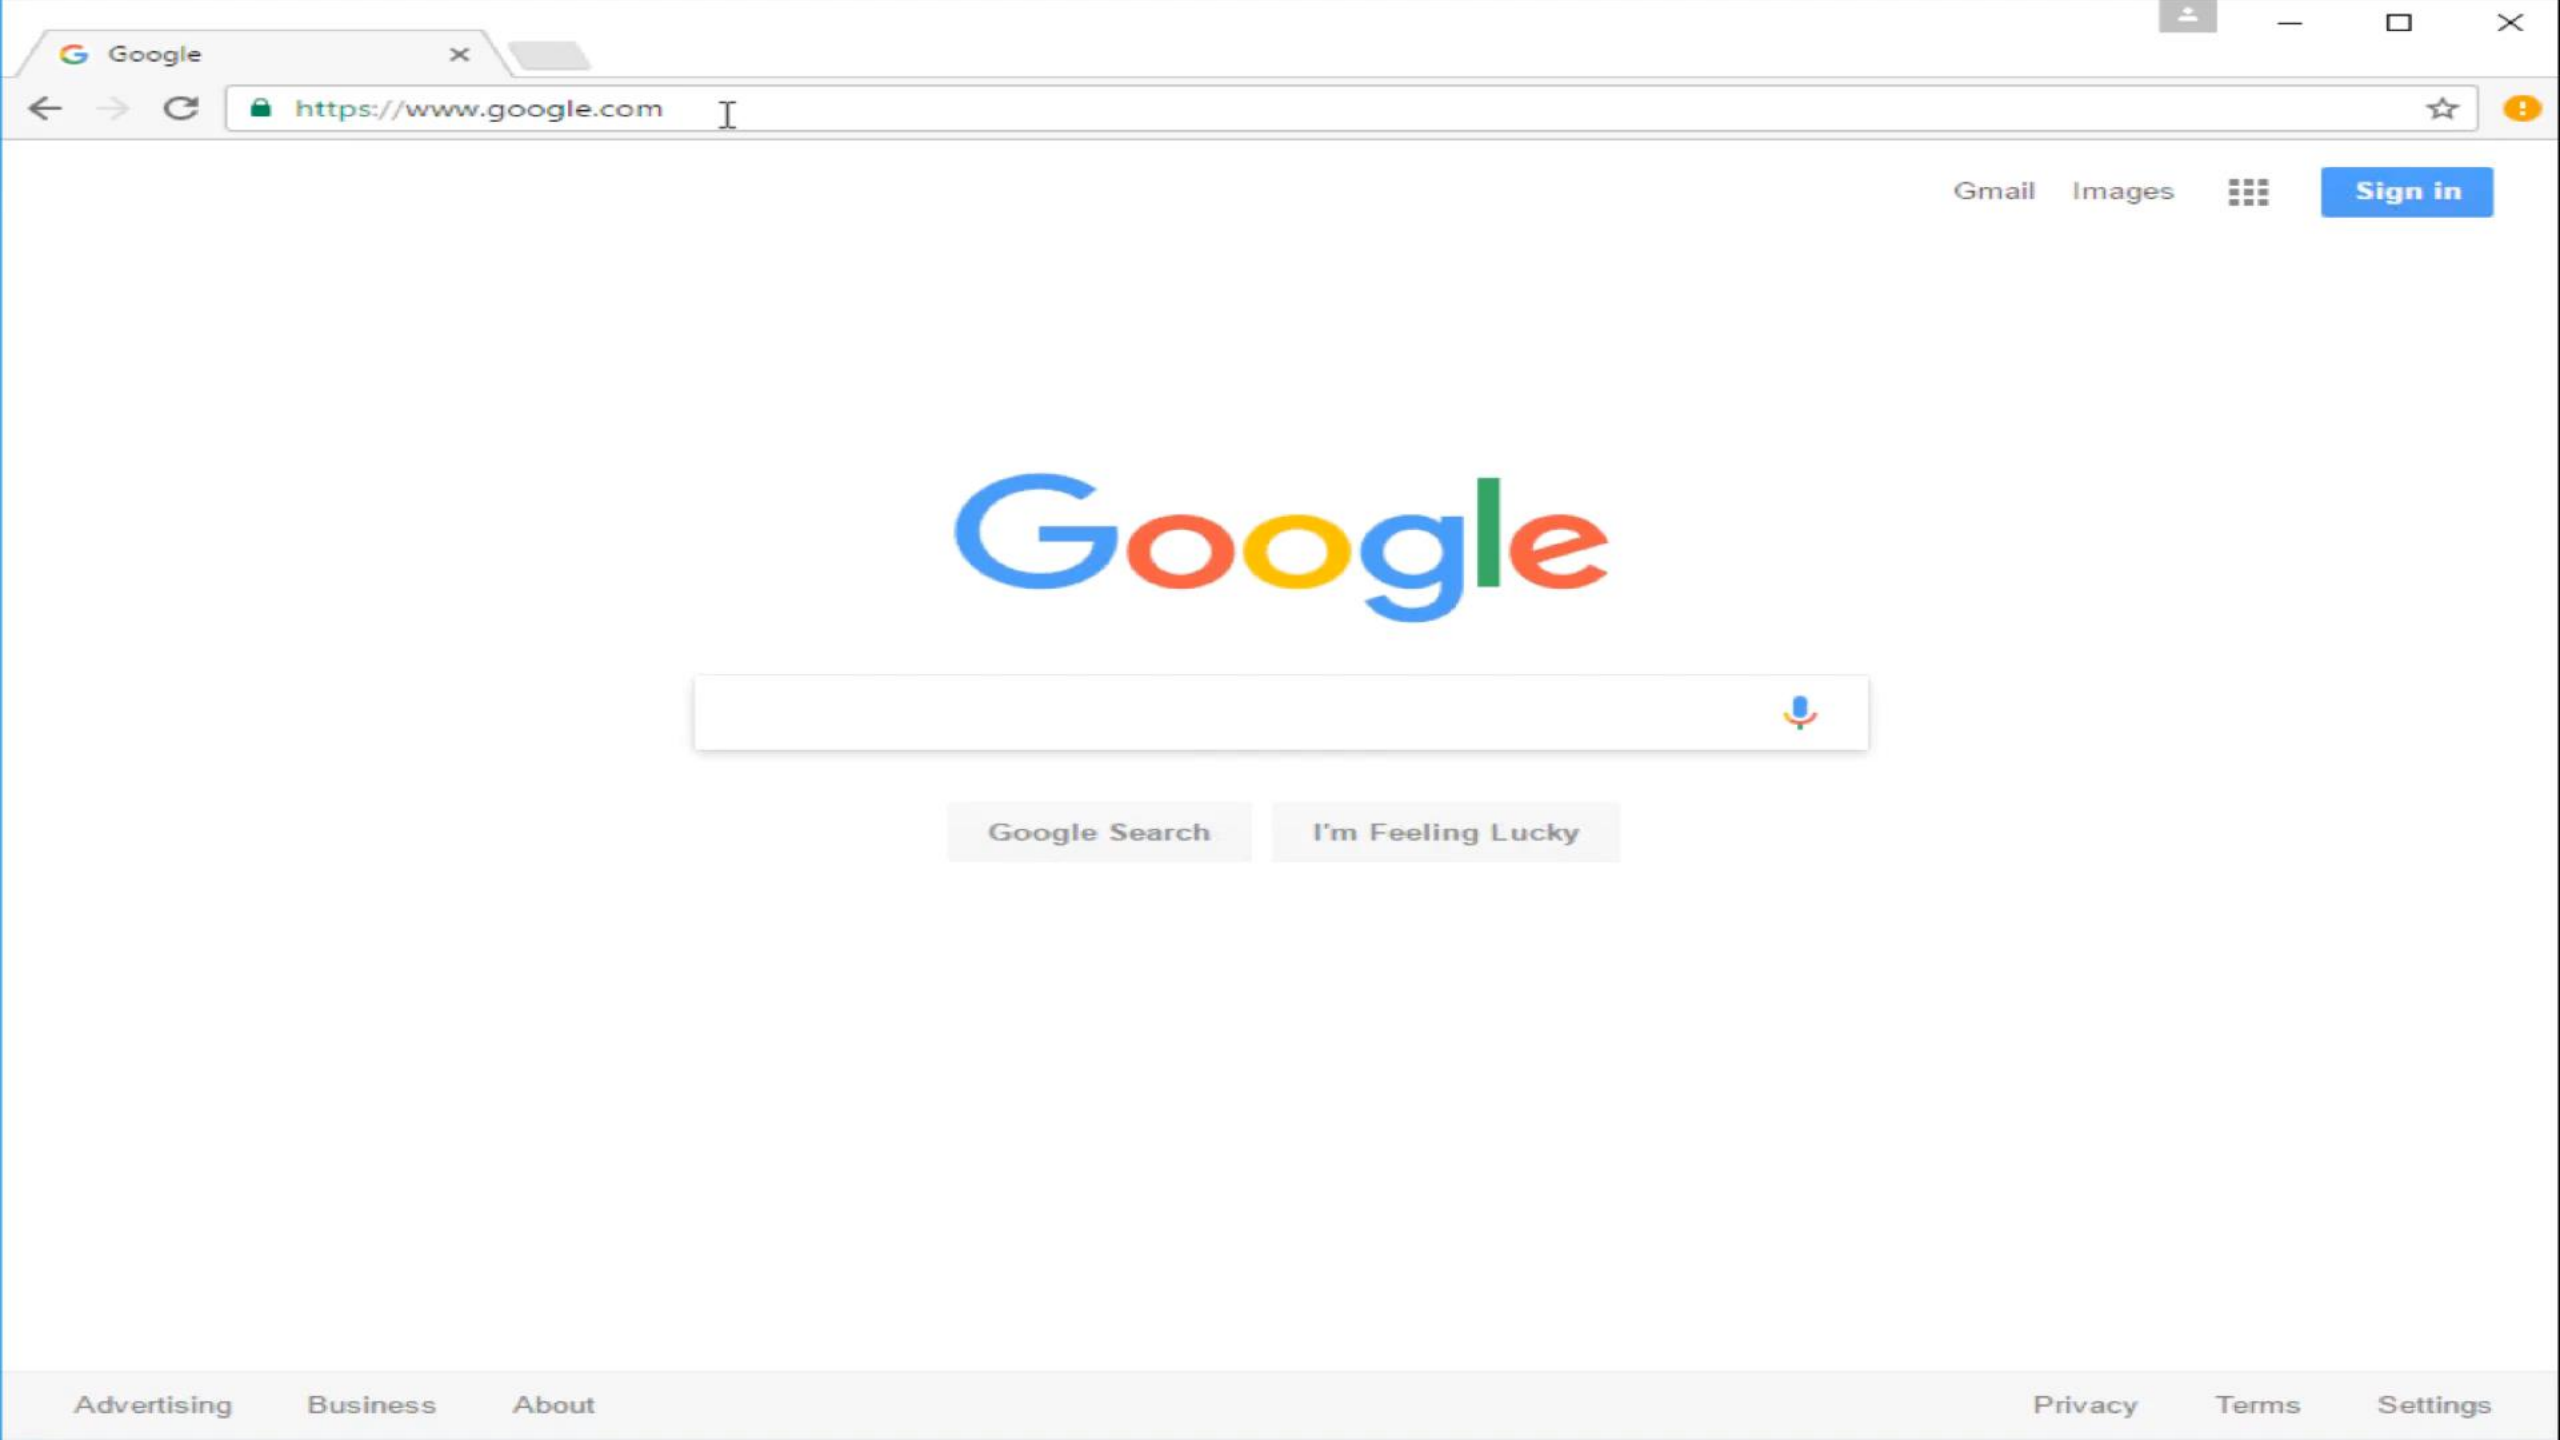 Google
https://www.google.com
Gmail Images Sign in
Google
Google Search I'm Feeling Lucky
Advertising Business About Privacy Terms Settings